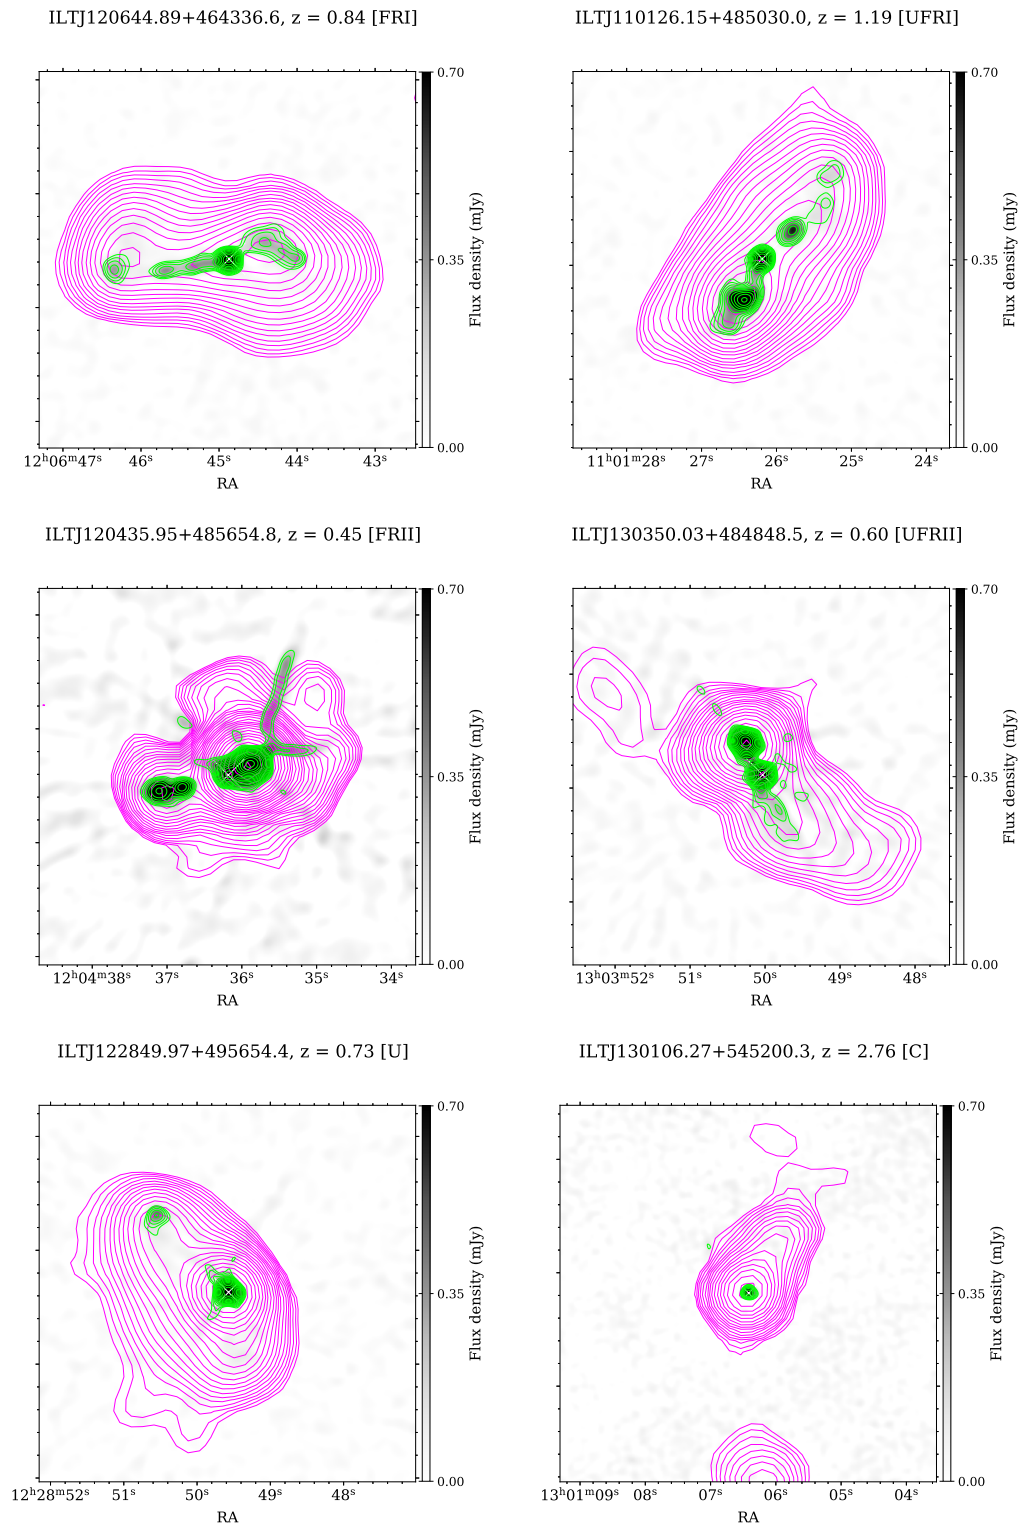 ILTJ120644.89+464336.6, z = 0.84 [FRI]
0.70
0.35
0.00
Flux density (mJy)
12ʰ06ᵐ47ˢ 46ˢ 45ˢ 44ˢ 43ˢ
RA
ILTJ110126.15+485030.0, z = 1.19 [UFRI]
0.70
0.35
0.00
Flux density (mJy)
11ʰ01ᵐ28ˢ 27ˢ 26ˢ 25ˢ 24ˢ
RA
ILTJ120435.95+485654.8, z = 0.45 [FRII]
0.70
0.35
0.00
Flux density (mJy)
12ʰ04ᵐ38ˢ 37ˢ 36ˢ 35ˢ 34ˢ
RA
ILTJ130350.03+484848.5, z = 0.60 [UFRII]
0.70
0.35
0.00
Flux density (mJy)
13ʰ03ᵐ52ˢ 51ˢ 50ˢ 49ˢ 48ˢ
RA
ILTJ122849.97+495654.4, z = 0.73 [U]
0.70
0.35
0.00
Flux density (mJy)
12ʰ28ᵐ52ˢ 51ˢ 50ˢ 49ˢ 48ˢ
RA
ILTJ130106.27+545200.3, z = 2.76 [C]
0.70
0.35
0.00
Flux density (mJy)
13ʰ01ᵐ09ˢ 08ˢ 07ˢ 06ˢ 05ˢ 04ˢ
RA